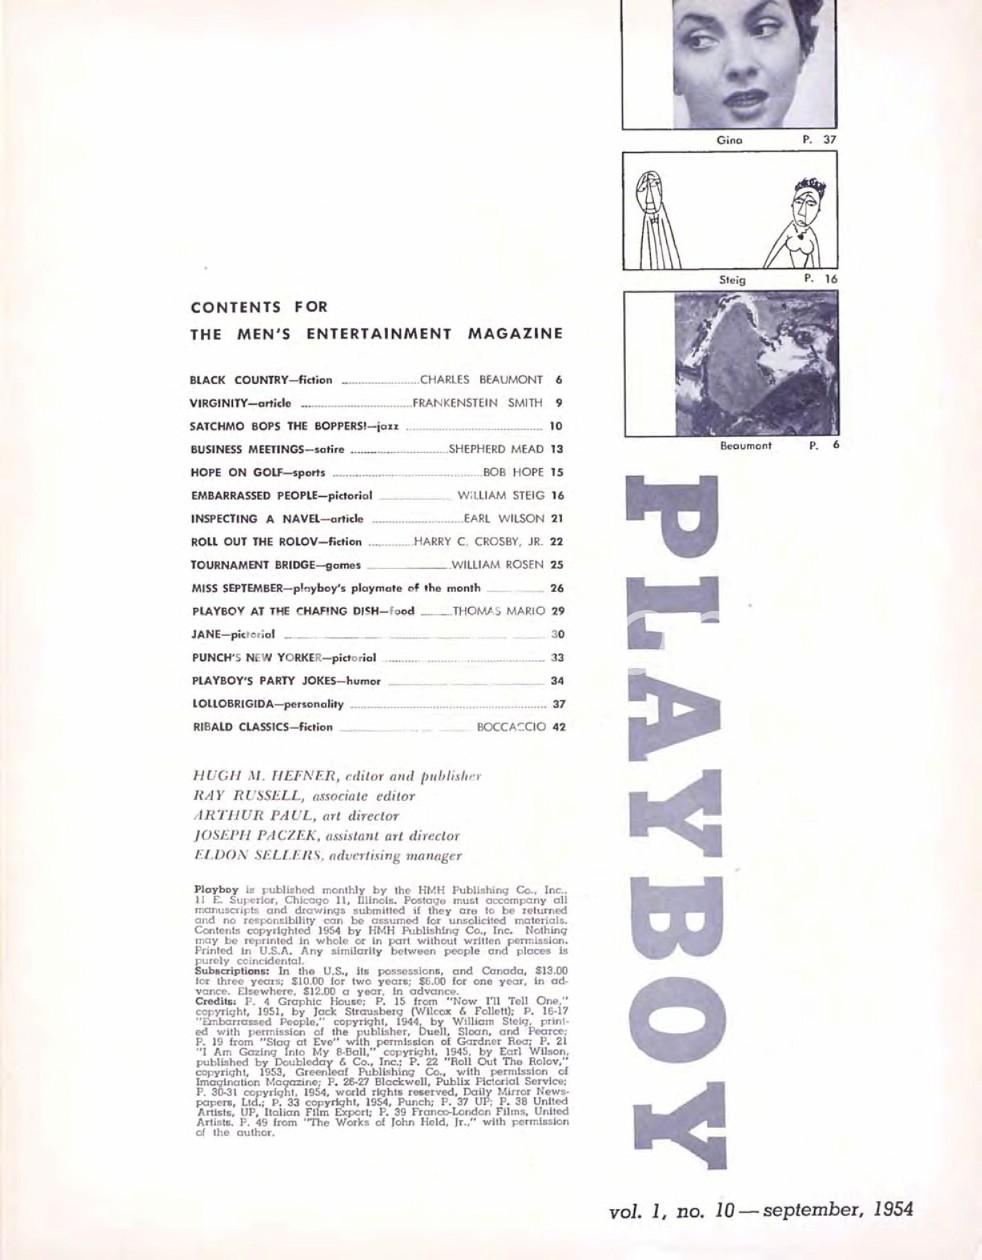 Gina P. 37
Steig P. 16
Beaumont P. 6
CONTENTS FOR
THE MEN'S ENTERTAINMENT MAGAZINE
BLACK COUNTRY—fiction CHARLES BEAUMONT 6
VIRGINITY—article FRANKENSTEIN SMITH 9
SATCHMO BOPS THE BOPPERS!—jazz 10
BUSINESS MEETINGS—satire SHEPHERD MEAD 13
HOPE ON GOLF—sports BOB HOPE 15
EMBARRASSED PEOPLE—pictorial WILLIAM STEIG 16
INSPECTING A NAVEL—article EARL WILSON 21
ROLL OUT THE ROLOV—fiction HARRY C. CROSBY, JR. 22
TOURNAMENT BRIDGE—games WILLIAM ROSEN 25
MISS SEPTEMBER—playboy's playmate of the month 26
PLAYBOY AT THE CHAFING DISH—food THOMAS MARIO 29
JANE—pictorial 30
PUNCH'S NEW YORKER—pictorial 33
PLAYBOY'S PARTY JOKES—humor 34
LOLLOBRIGIDA—personality 37
RIBALD CLASSICS—fiction BOCCACCIO 42
HUGH M. HEFNER, editor and publisher
RAY RUSSELL, associate editor
ARTHUR PAUL, art director
JOSEPH PACZEK, assistant art director
ELDON SELLERS, advertising manager
Playboy is published monthly by the HMH Publishing Co., Inc.,
11 E. Superior, Chicago 11, Illinois. Postage must accompany all
manuscripts and drawings submitted if they are to be returned
and no responsibility can be assumed for unsolicited materials.
Contents copyrighted 1954 by HMH Publishing Co., Inc. Nothing
may be reprinted in whole or in part without written permission.
Printed in U.S.A. Any similarity between people and places is
purely coincidental.
Subscriptions: In the U.S., its possessions, and Canada, $13.00
for three years; $10.00 for two years; $6.00 for one year, in ad-
vance. Elsewhere, $12.00 a year, in advance.
Credits: P. 4 Graphic House; P. 15 from "Now I'll Tell One,"
copyright, 1951, by Jack Strausberg (Wilcox & Follett); P. 16-17
"Embarrassed People," copyright, 1944, by William Steig, print-
ed with permission of the publisher, Duell, Sloan, and Pearce;
P. 19 from "Stag at Eve" with permission of Gardner Rea; P. 21
"I Am Gazing Into My 8-Ball," copyright, 1945, by Earl Wilson,
published by Doubleday & Co., Inc.; P. 22 "Roll Out The Rolov,"
copyright, 1953, Greenleaf Publishing Co., with permission of
Imagination Magazine; P. 26-27 Blackwell, Publix Pictorial Service;
P. 30-31 copyright, 1954, world rights reserved, Daily Mirror News-
papers, Ltd.; P. 33 copyright, 1954, Punch; P. 37 UP; P. 38 United
Artists, UP, Italian Film Export; P. 39 Franco-London Films, United
Artists. P. 49 from "The Works of John Held, Jr.," with permission
of the author.
PLAYBOY
vol. 1, no. 10—september, 1954